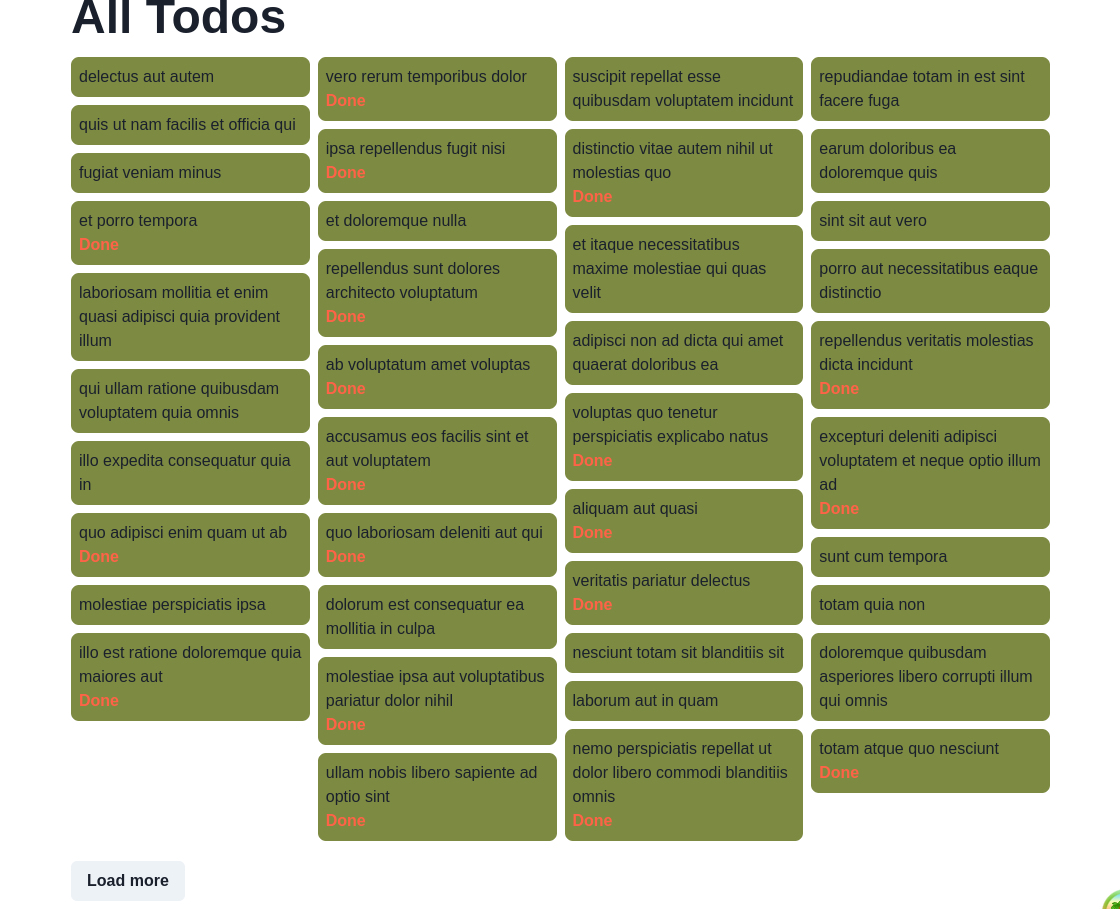 All Todos
delectus aut autem
quis ut nam facilis et officia qui
fugiat veniam minus
et porro tempora
Done
laboriosam mollitia et enim
quasi adipisci quia provident
illum
qui ullam ratione quibusdam
voluptatem quia omnis
illo expedita consequatur quia
in
quo adipisci enim quam ut ab
Done
molestiae perspiciatis ipsa
illo est ratione doloremque quia
maiores aut
Done
vero rerum temporibus dolor
Done
ipsa repellendus fugit nisi
Done
et doloremque nulla
repellendus sunt dolores
architecto voluptatum
Done
ab voluptatum amet voluptas
Done
accusamus eos facilis sint et
aut voluptatem
Done
quo laboriosam deleniti aut qui
Done
dolorum est consequatur ea
mollitia in culpa
molestiae ipsa aut voluptatibus
pariatur dolor nihil
Done
ullam nobis libero sapiente ad
optio sint
Done
suscipit repellat esse
quibusdam voluptatem incidunt
distinctio vitae autem nihil ut
molestias quo
Done
et itaque necessitatibus
maxime molestiae qui quas
velit
adipisci non ad dicta qui amet
quaerat doloribus ea
voluptas quo tenetur
perspiciatis explicabo natus
Done
aliquam aut quasi
Done
veritatis pariatur delectus
Done
nesciunt totam sit blanditiis sit
laborum aut in quam
nemo perspiciatis repellat ut
dolor libero commodi blanditiis
omnis
Done
repudiandae totam in est sint
facere fuga
earum doloribus ea
doloremque quis
sint sit aut vero
porro aut necessitatibus eaque
distinctio
repellendus veritatis molestias
dicta incidunt
Done
excepturi deleniti adipisci
voluptatem et neque optio illum
ad
Done
sunt cum tempora
totam quia non
doloremque quibusdam
asperiores libero corrupti illum
qui omnis
totam atque quo nesciunt
Done
Load more